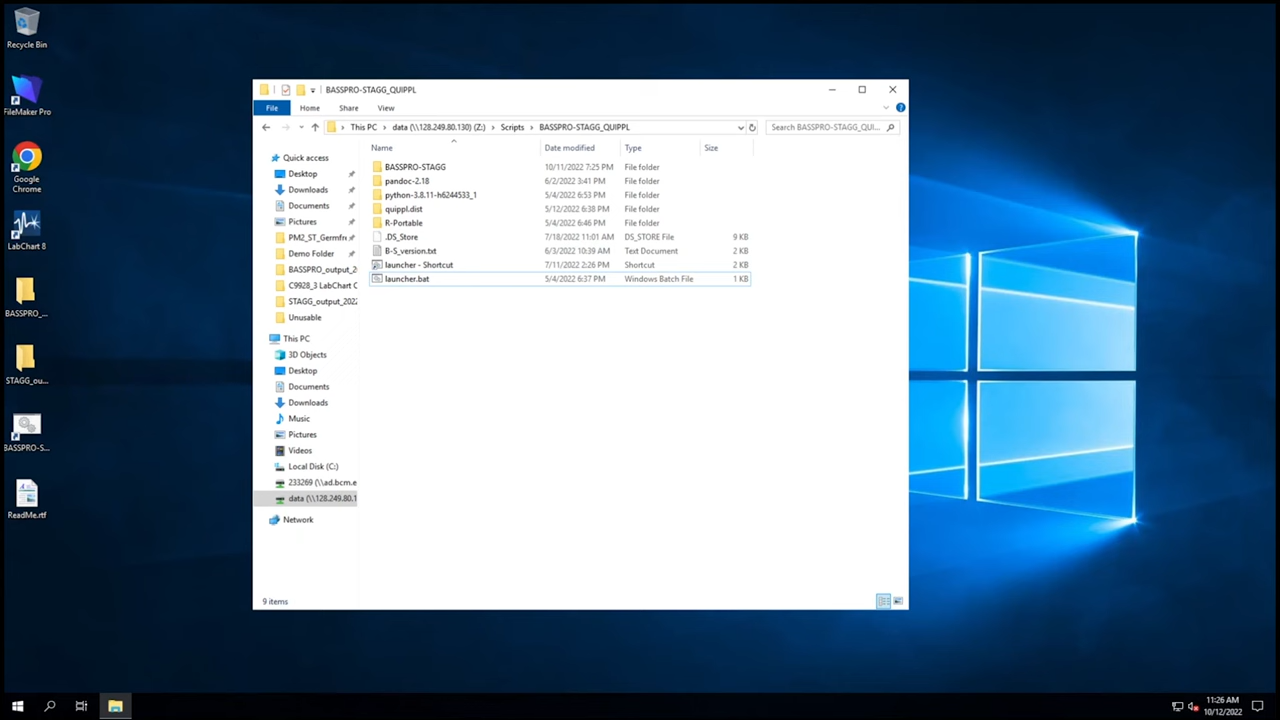 Recycle Bin
FileMaker Pro
Google
Chrome
LabChart 8
BASSPRO_...
STAGG_ou...
BASSPRO-S...
ReadMe.rtf
BASSPRO-STAGG_QUIPPL
File Home Share View
This PC data (\\128.249.80.130) (Z:) Scripts BASSPRO-STAGG_QUIPPL
Search BASSPRO-STAGG_QU...
Name Date modified Type Size
Quick access
Desktop
Downloads
Documents
Pictures
PM2_ST_Germfre
Demo Folder
BASSPRO_output_2
C9928_3 LabChart C
STAGG_output_2022
Unusable
This PC
3D Objects
Desktop
Documents
Downloads
Music
Pictures
Videos
Local Disk (C:)
233269 (\\ad.bcm.e
data (\\128.249.80.1
Network
BASSPRO-STAGG 10/11/2022 7:25 PM File folder
pandoc-2.18 6/2/2022 3:41 PM File folder
python-3.8.11-h6244533_1 5/4/2022 6:53 PM File folder
quippl.dist 5/12/2022 6:38 PM File folder
R-Portable 5/4/2022 6:46 PM File folder
.DS_Store 7/18/2022 11:01 AM DS_STORE File 9 KB
B-S_version.txt 6/3/2022 10:39 AM Text Document 2 KB
launcher - Shortcut 7/11/2022 2:26 PM Shortcut 2 KB
launcher.bat 5/4/2022 6:37 PM Windows Batch File 1 KB
9 items
11:26 AM
10/12/2022